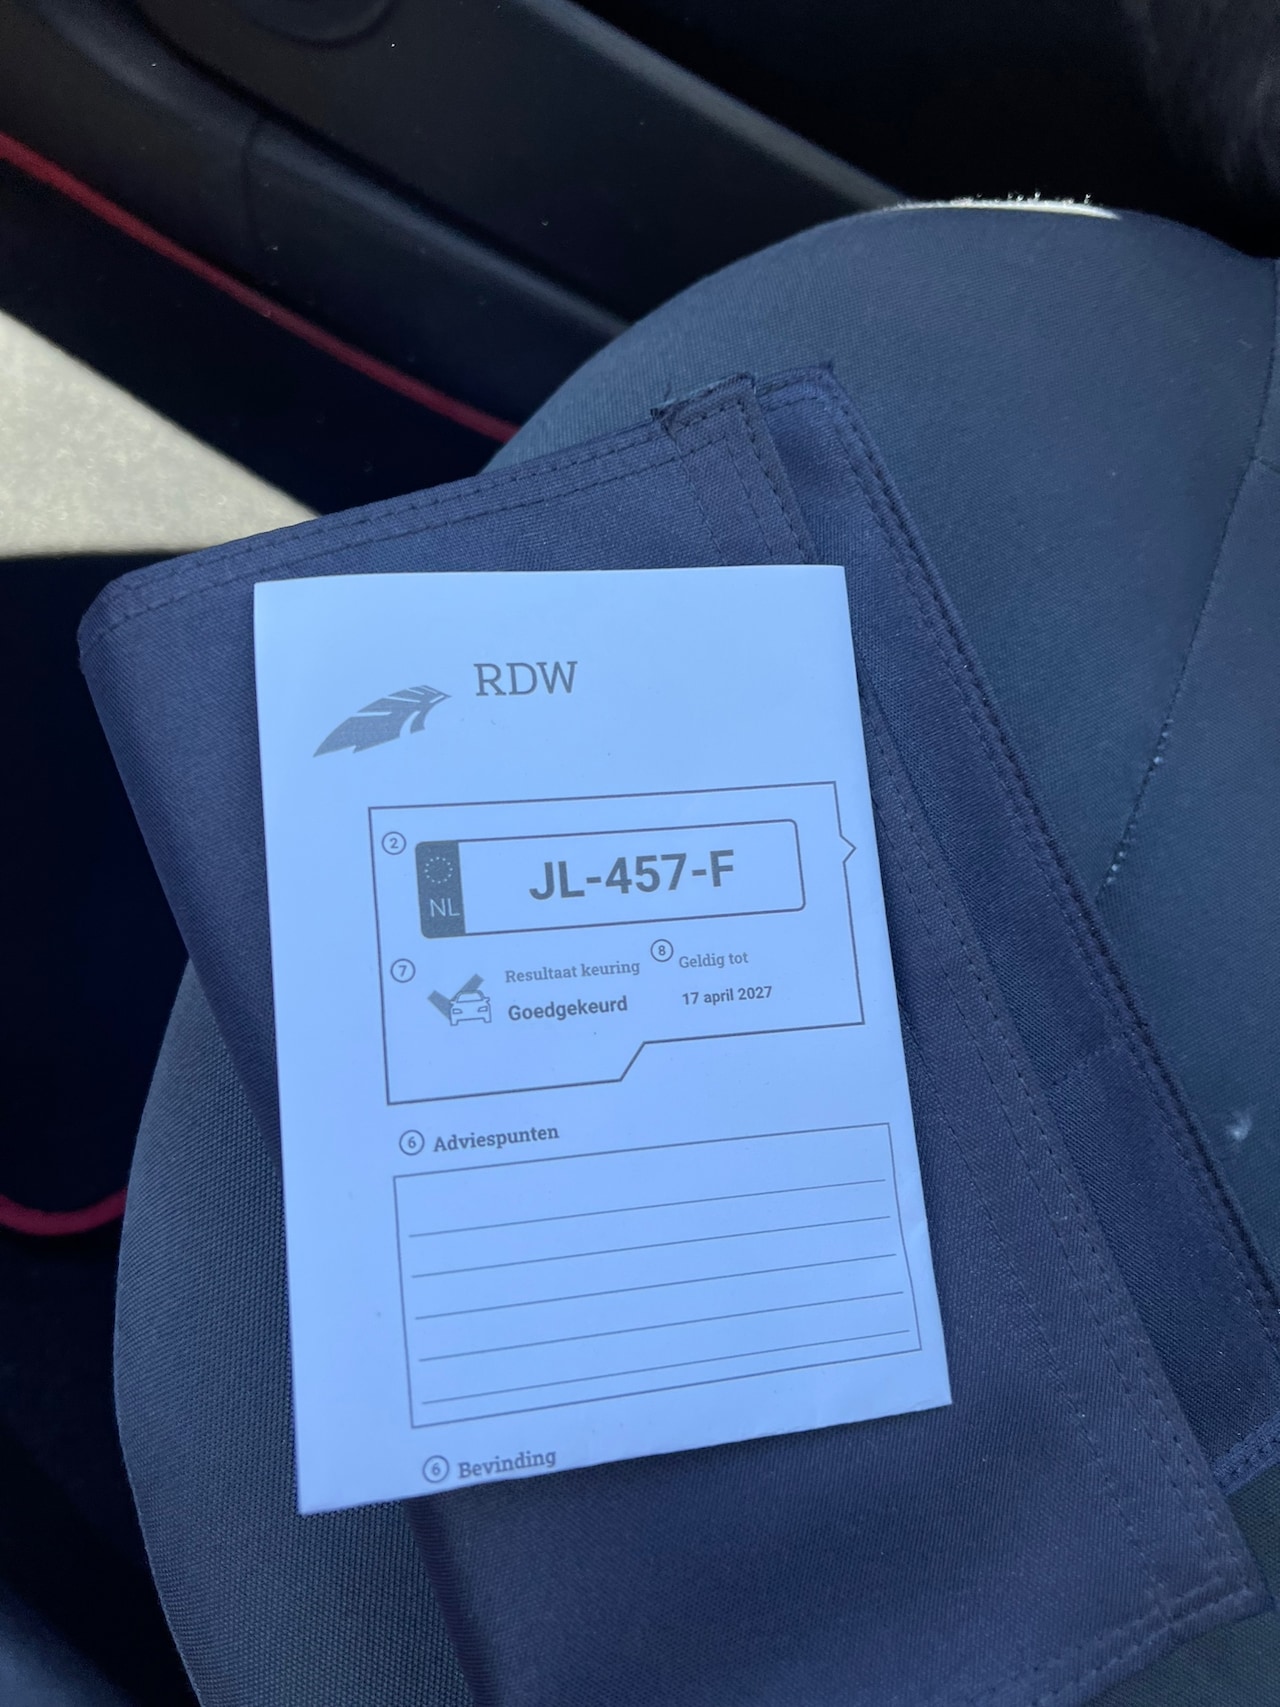 RDW
2
NL
JL-457-F
7
Resultaat keuring
Goedgekeurd
8
Geldig tot
17 april 2027
6 Adviespunten
6 Bevinding